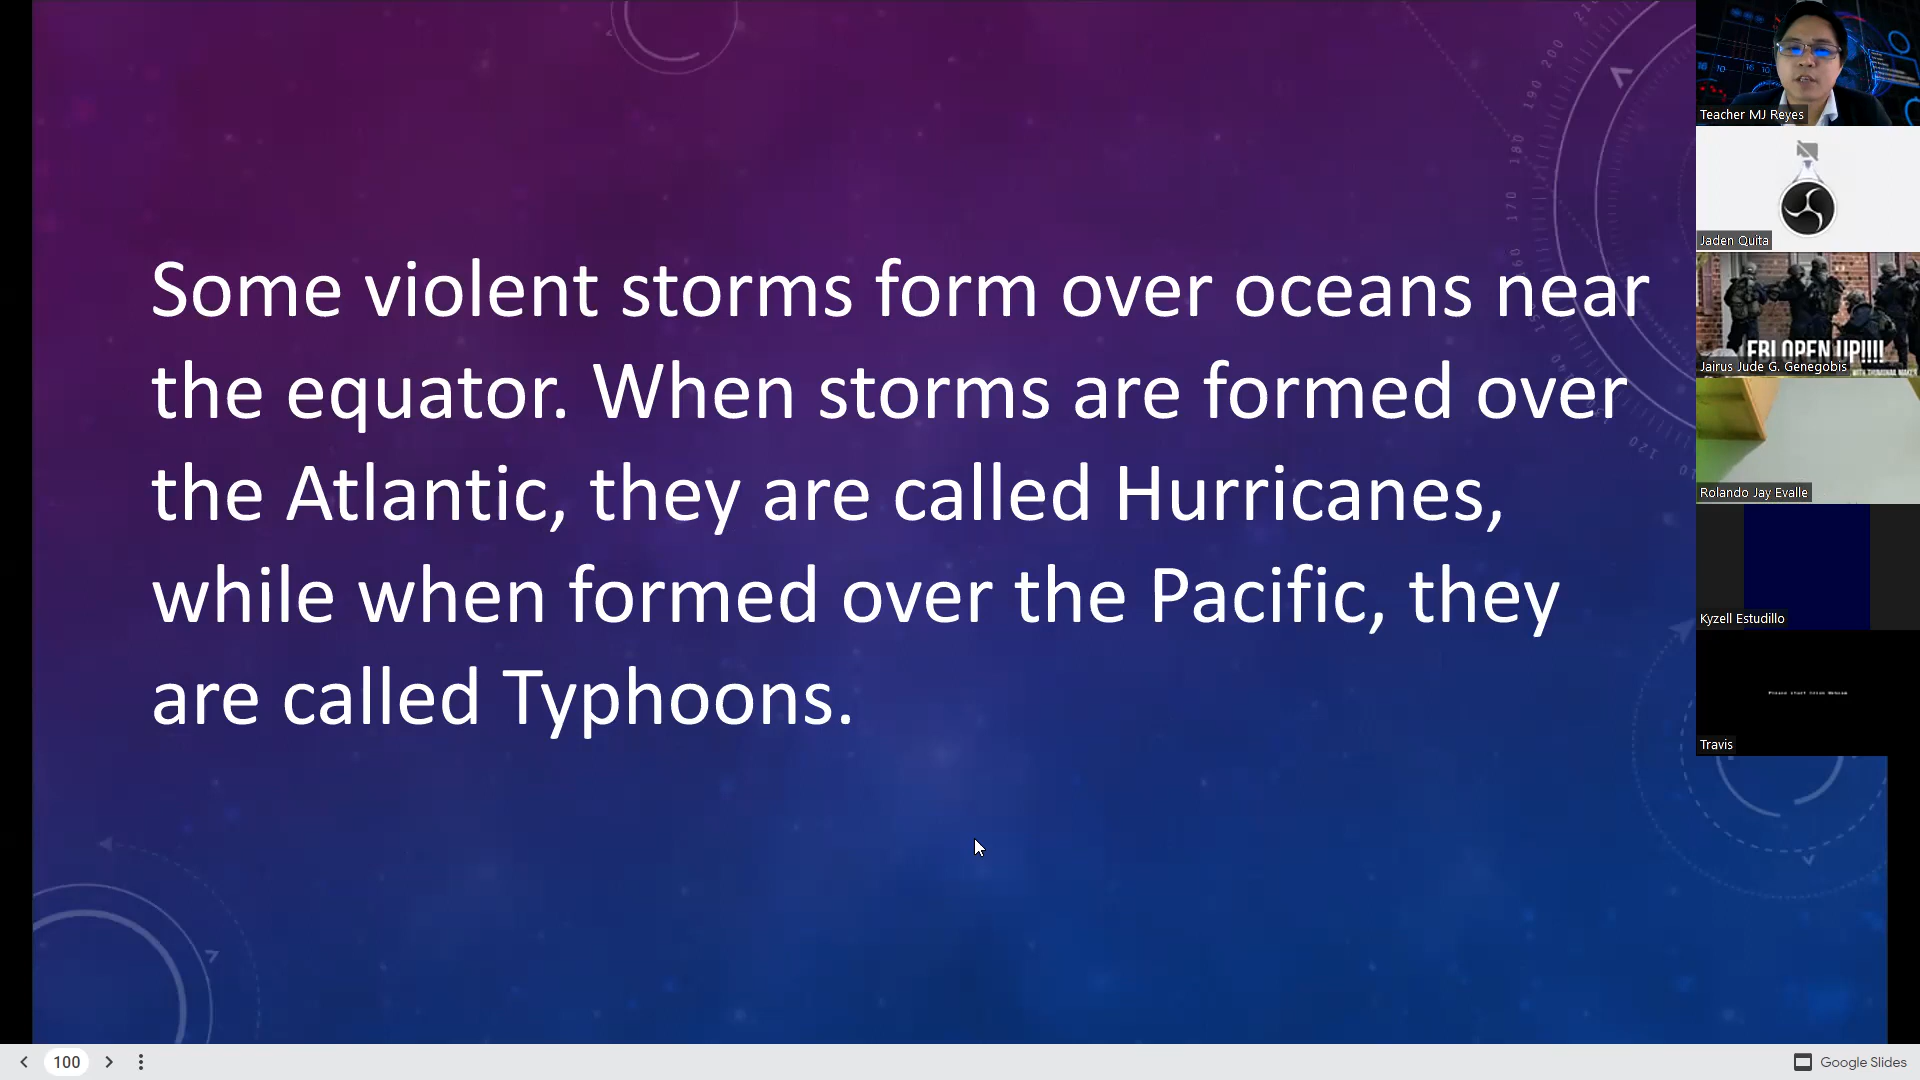 Some violent storms form over oceans near
the equator. When storms are formed over
the Atlantic, they are called Hurricanes,
while when formed over the Pacific, they
are called Typhoons.
Teacher MJ Reyes
Jaden Quita
FBI OPEN UP!!!!
Jairus Jude G. Genegobis
Rolando Jay Evalle
Kyzell Estudillo
Travis
100
Google Slides